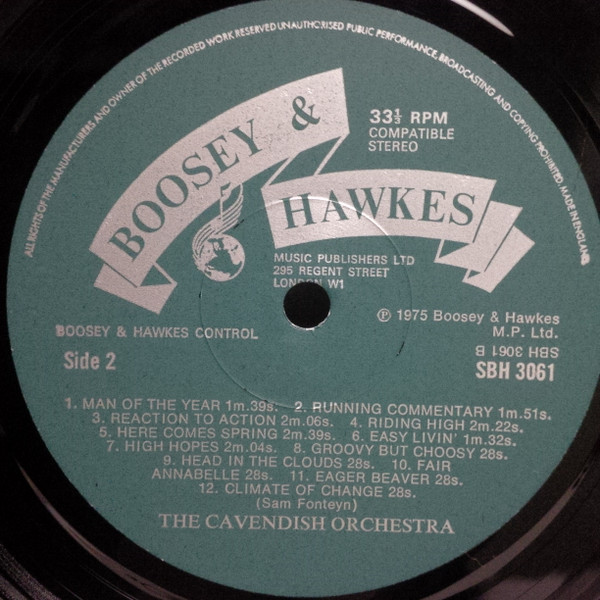 ALL RIGHTS OF THE MANUFACTURERS AND OWNER OF THE RECORDED WORK RESERVED UNAUTHORISED PUBLIC PERFORMANCE, BROADCASTING AND COPYING PROHIBITED. MADE IN ENGLAND
BOOSEY &
HAWKES
33⅓ RPM
COMPATIBLE
STEREO
MUSIC PUBLISHERS LTD
295 REGENT STREET
LONDON W1
℗ 1975 Boosey & Hawkes
M.P. Ltd.
BOOSEY & HAWKES CONTROL
SBH 3061 B
Side 2
SBH 3061
1. MAN OF THE YEAR 1m.39s. 2. RUNNING COMMENTARY 1m.51s.
3. REACTION TO ACTION 2m.06s. 4. RIDING HIGH 2m.22s.
5. HERE COMES SPRING 2m.39s. 6. EASY LIVIN' 1m.32s.
7. HIGH HOPES 2m.04s. 8. GROOVY BUT CHOOSY 28s.
9. HEAD IN THE CLOUDS 28s. 10. FAIR
ANNABELLE 28s. 11. EAGER BEAVER 28s.
12. CLIMATE OF CHANGE 28s.
(Sam Fonteyn)
THE CAVENDISH ORCHESTRA